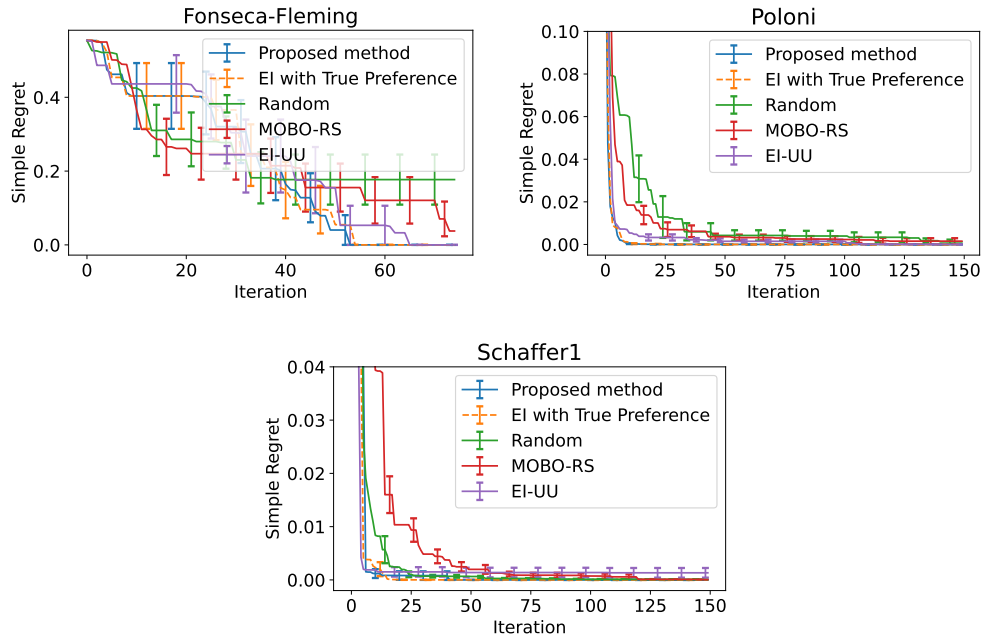 Fonseca-Fleming
Simple Regret
0.4
0.2
0.0
0
20
40
60
Iteration
Proposed method
EI with True Preference
Random
MOBO-RS
EI-UU
Poloni
Simple Regret
0.10
0.08
0.06
0.04
0.02
0.00
0
25
50
75
100
125
150
Iteration
Proposed method
EI with True Preference
Random
MOBO-RS
EI-UU
Schaffer1
Simple Regret
0.04
0.03
0.02
0.01
0.00
0
25
50
75
100
125
150
Iteration
Proposed method
EI with True Preference
Random
MOBO-RS
EI-UU